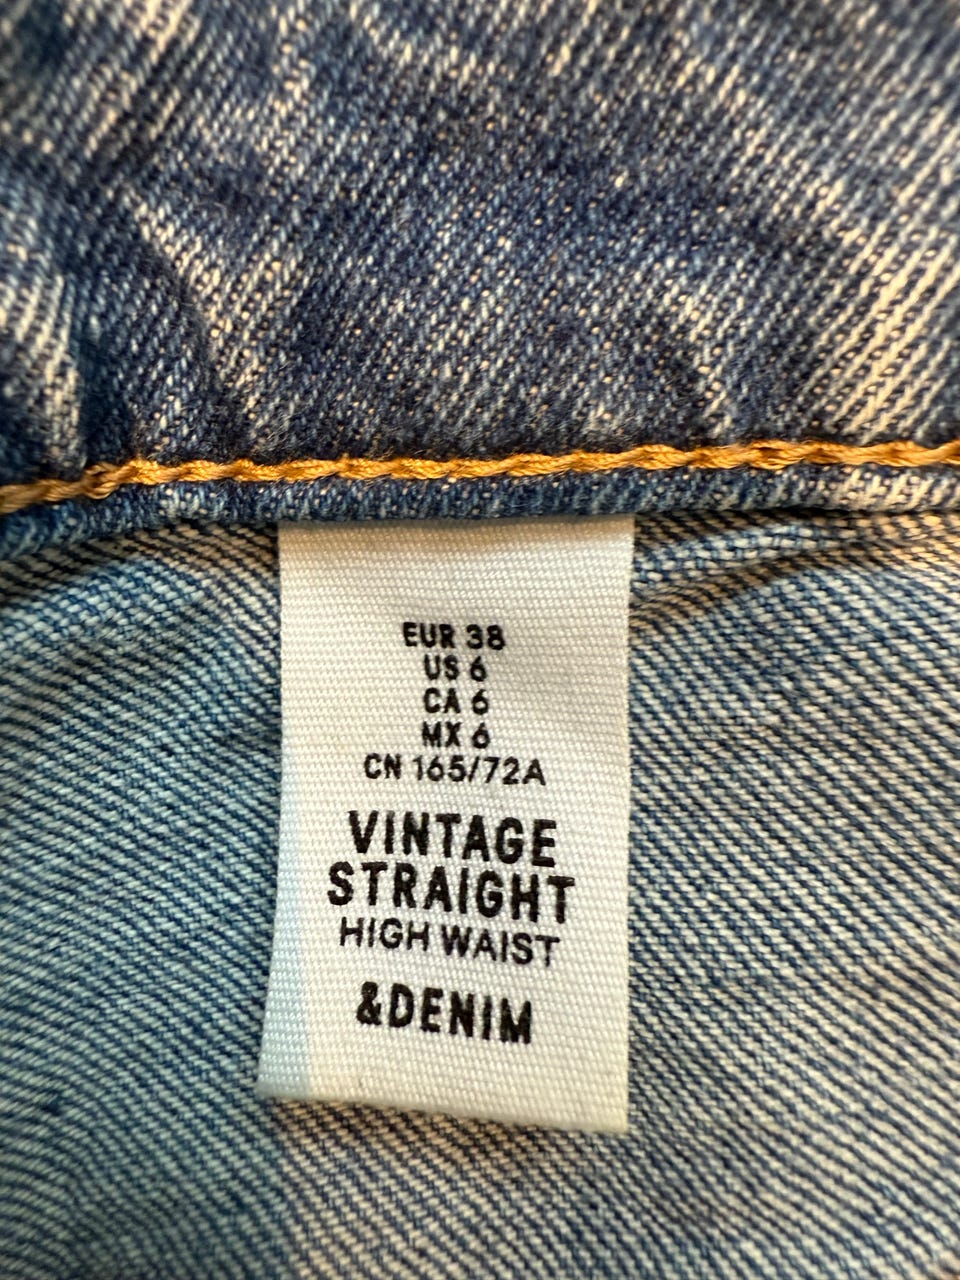 EUR 38
US 6
CA 6
MX 6
CN 165/72A
VINTAGE
STRAIGHT
HIGH WAIST
&DENIM